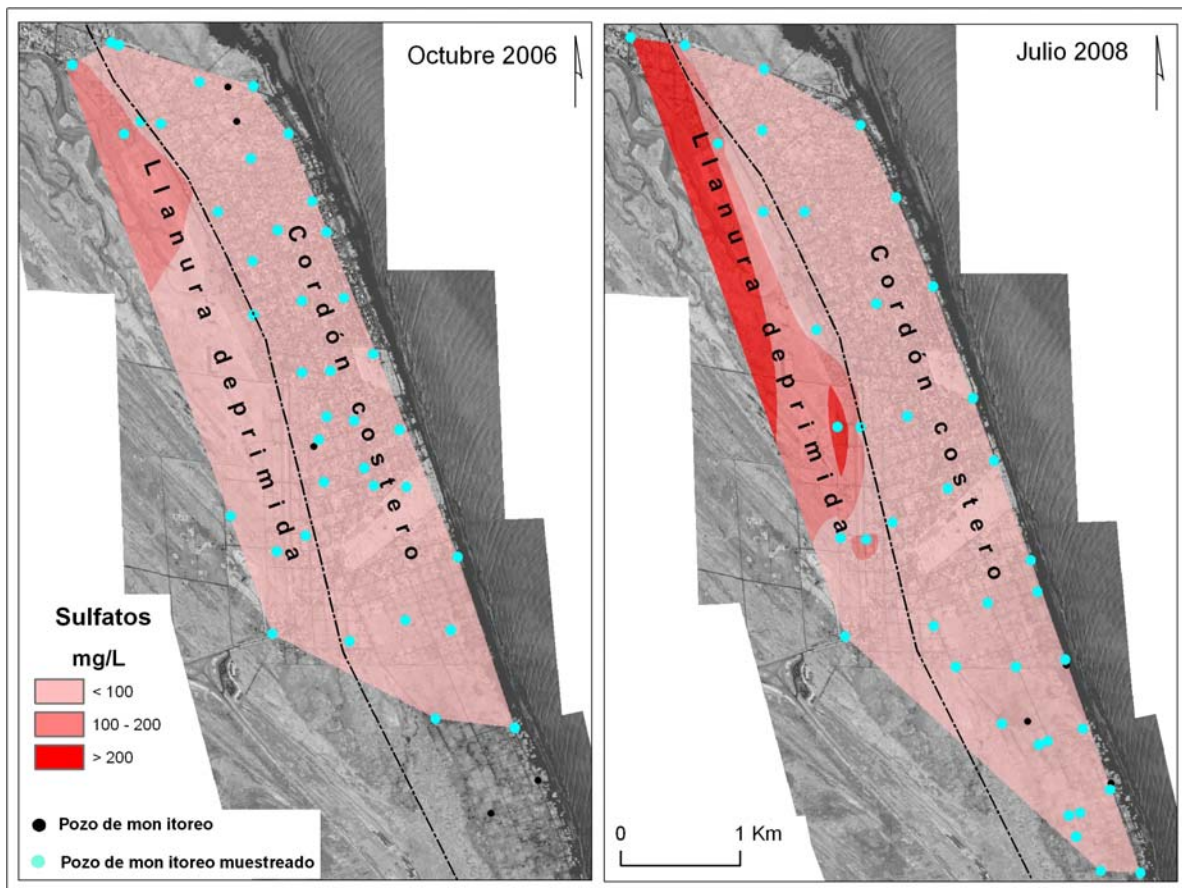 Octubre 2006
Llanura deprimida
Cordón costero
Sulfatos
mg/L
< 100
100 - 200
> 200
Pozo de mon itoreo
Pozo de mon itoreo muestreado
Julio 2008
Llanura deprimida
Cordón costero
0 1 Km